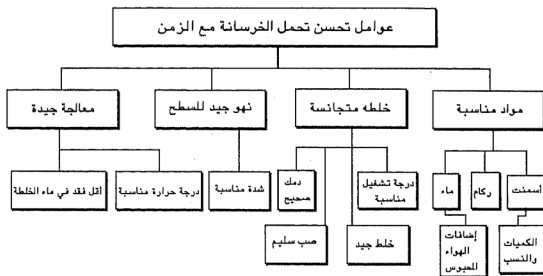 عوامل تحسن تحمل الخرسانة مع الزمن
مواد مناسبة
خلطه متجانسة
نهو جيد للسطح
معالجة جيدة
أسمنت
ركام
ماء
درجة تشغيل
مناسبة
دمك
صحيح
شدة مناسبة
درجة حرارة مناسبة
أقل فقد في ماء الخلطة
الكميات
والنسب
إضافات
الهواء
المحبوس
خلط جيد
صب سليم